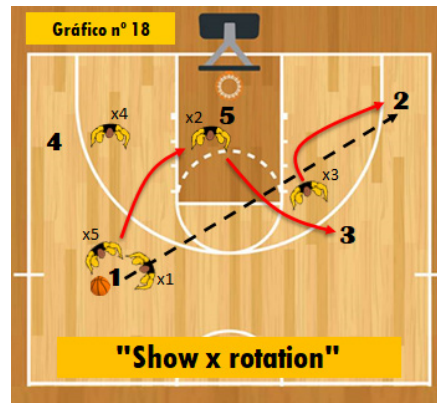 Gráfico nº 18
x4
x2
5
2
4
x3
3
x5
1
x1
"Show x rotation"